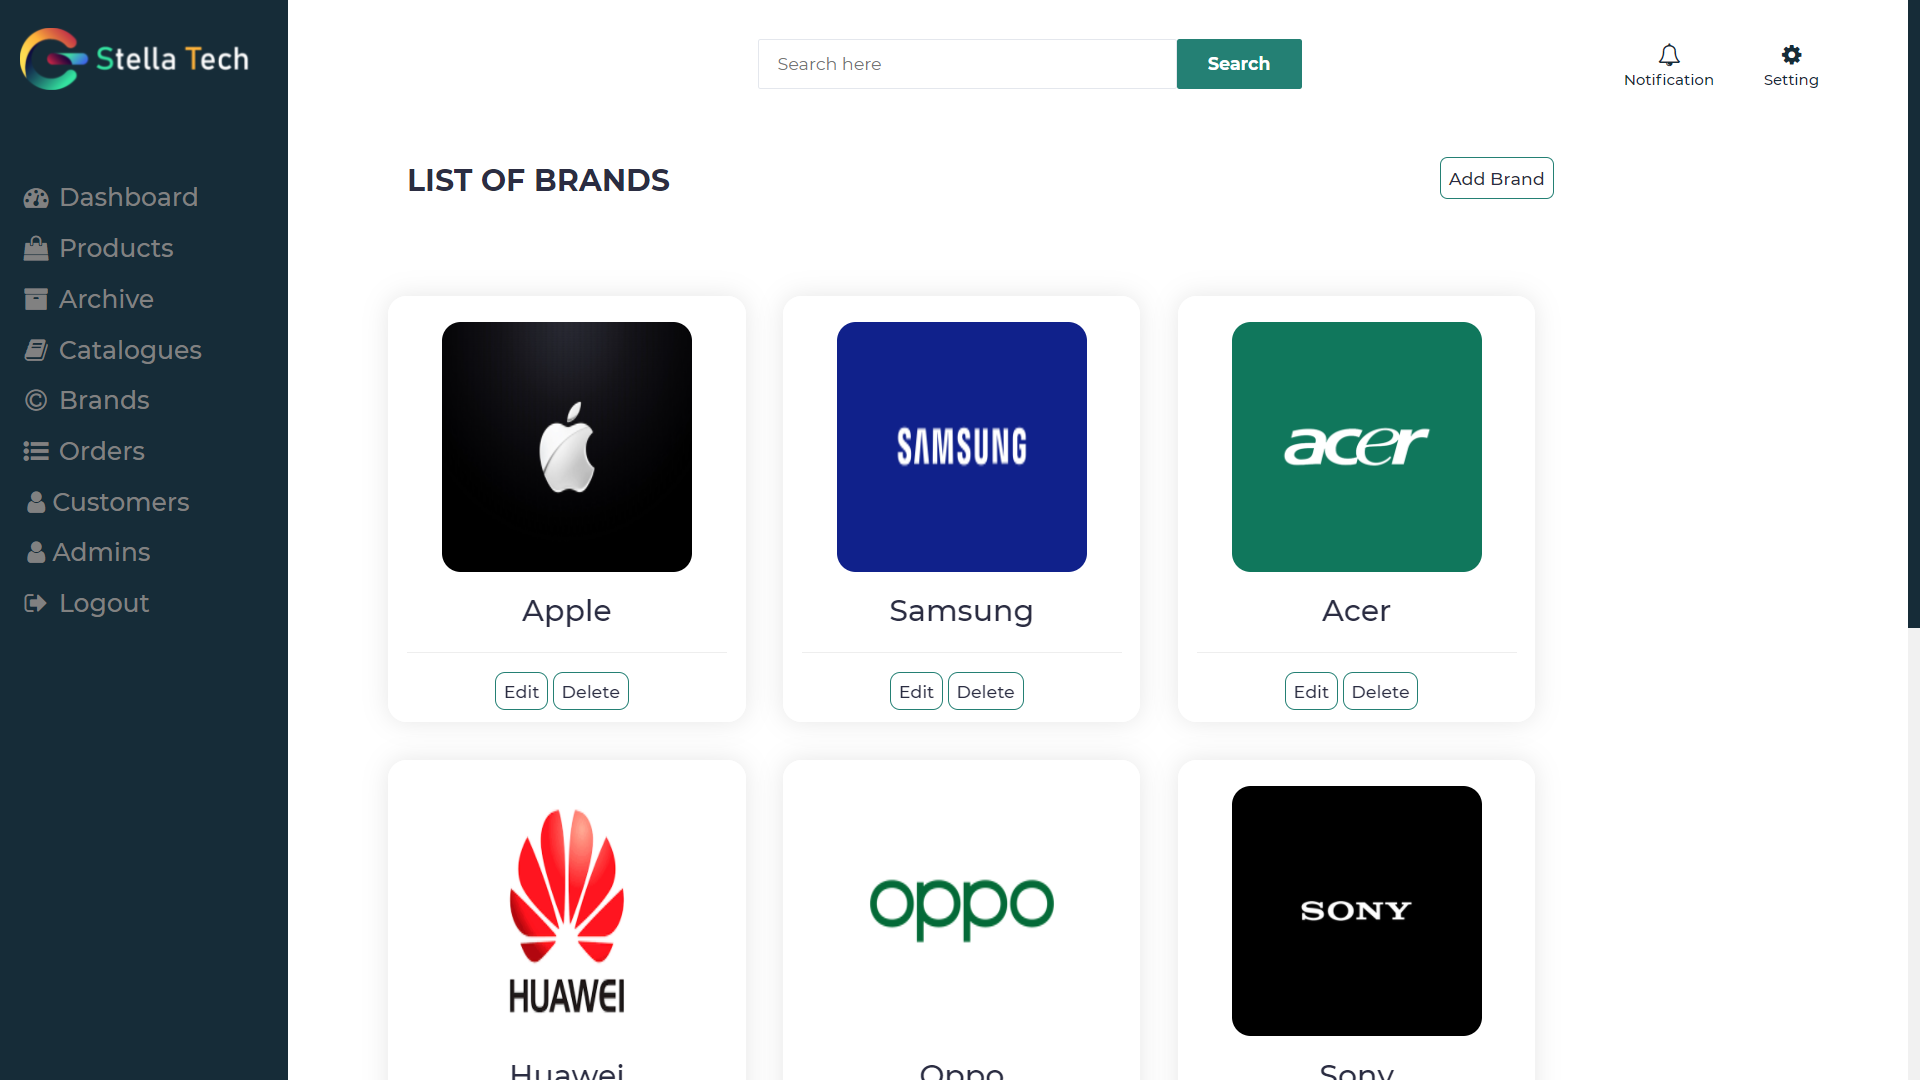 Stella Tech
Search here
Search
Notification
Setting
Dashboard
Products
Archive
Catalogues
Brands
Orders
Customers
Admins
Logout
LIST OF BRANDS
Add Brand
SAMSUNG
acer
Apple
Samsung
Acer
Edit Delete
Edit Delete
Edit Delete
HUAWEI
oppo
SONY
Huawei
Oppo
Sony